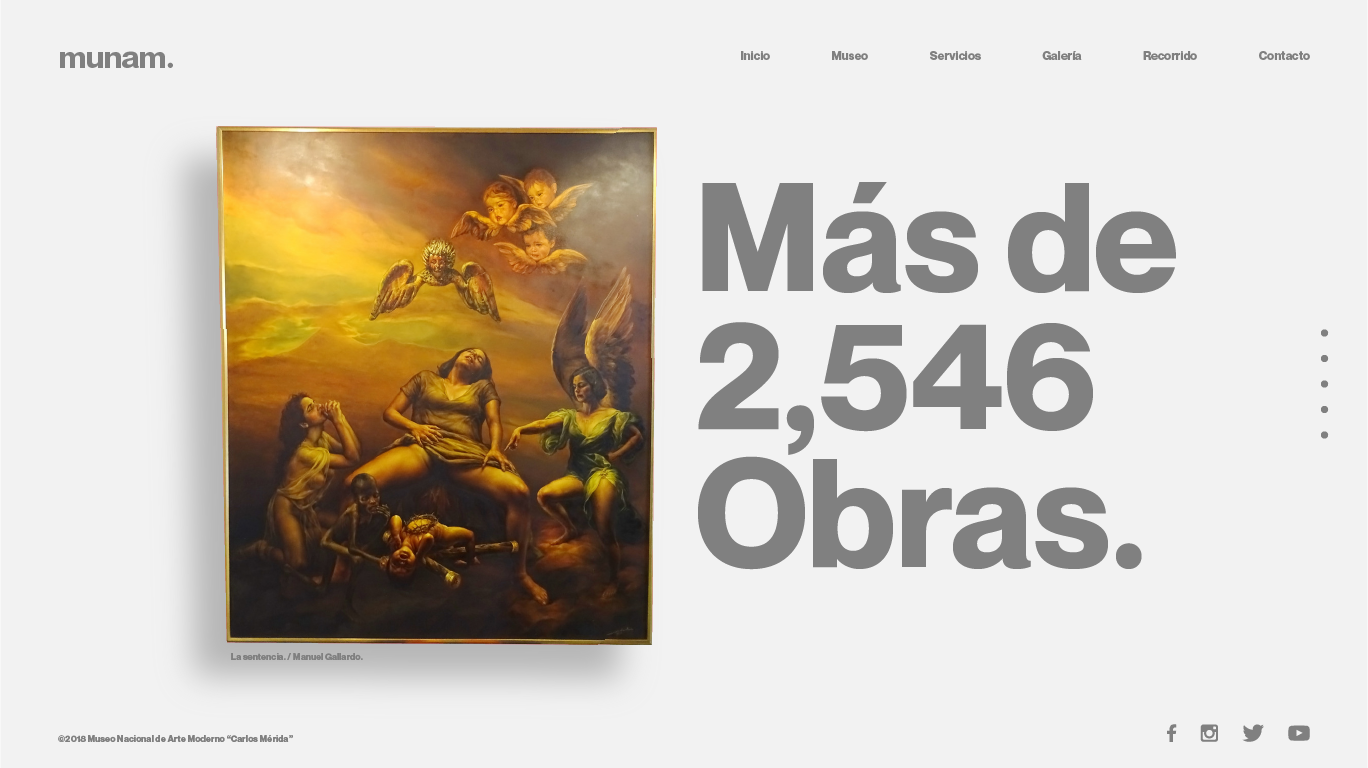 munam.
Inicio Museo Servicios Galería Recorrido Contacto
Más de
2,546
Obras.
La sentencia. / Manuel Gallardo.
©2018 Museo Nacional de Arte Moderno “Carlos Mérida”